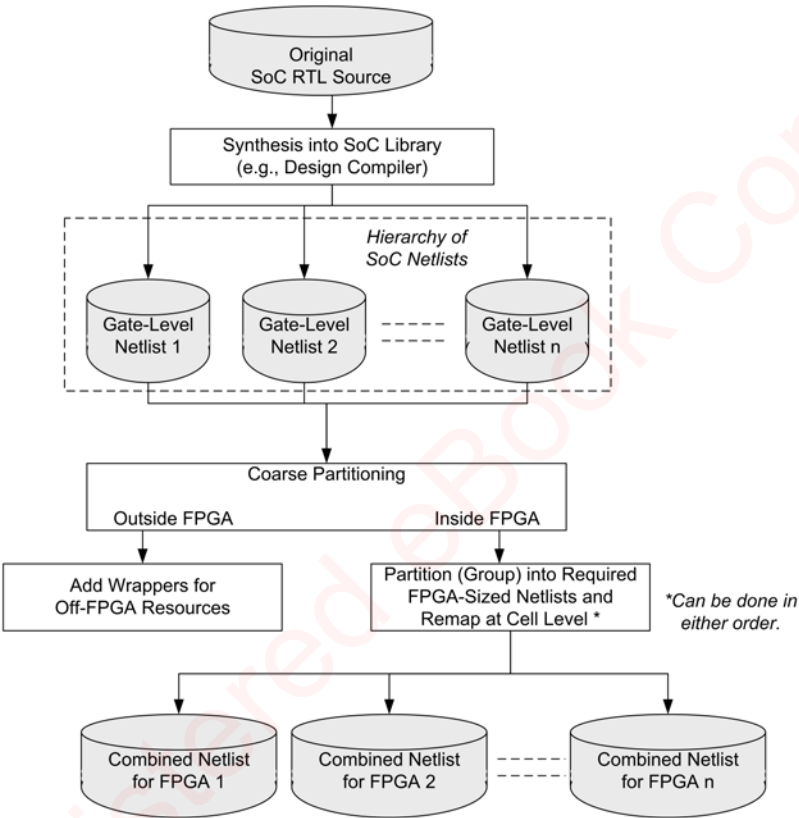 Original
SoC RTL Source
Synthesis into SoC Library
(e.g., Design Compiler)
Hierarchy of
SoC Netlists
Gate-Level
Netlist 1
Gate-Level
Netlist 2
Gate-Level
Netlist n
Coarse Partitioning
Outside FPGA
Inside FPGA
Add Wrappers for
Off-FPGA Resources
Partition (Group) into Required
FPGA-Sized Netlists and
Remap at Cell Level *
*Can be done in
either order.
Combined Netlist
for FPGA 1
Combined Netlist
for FPGA 2
Combined Netlist
for FPGA n
istered eBook Co